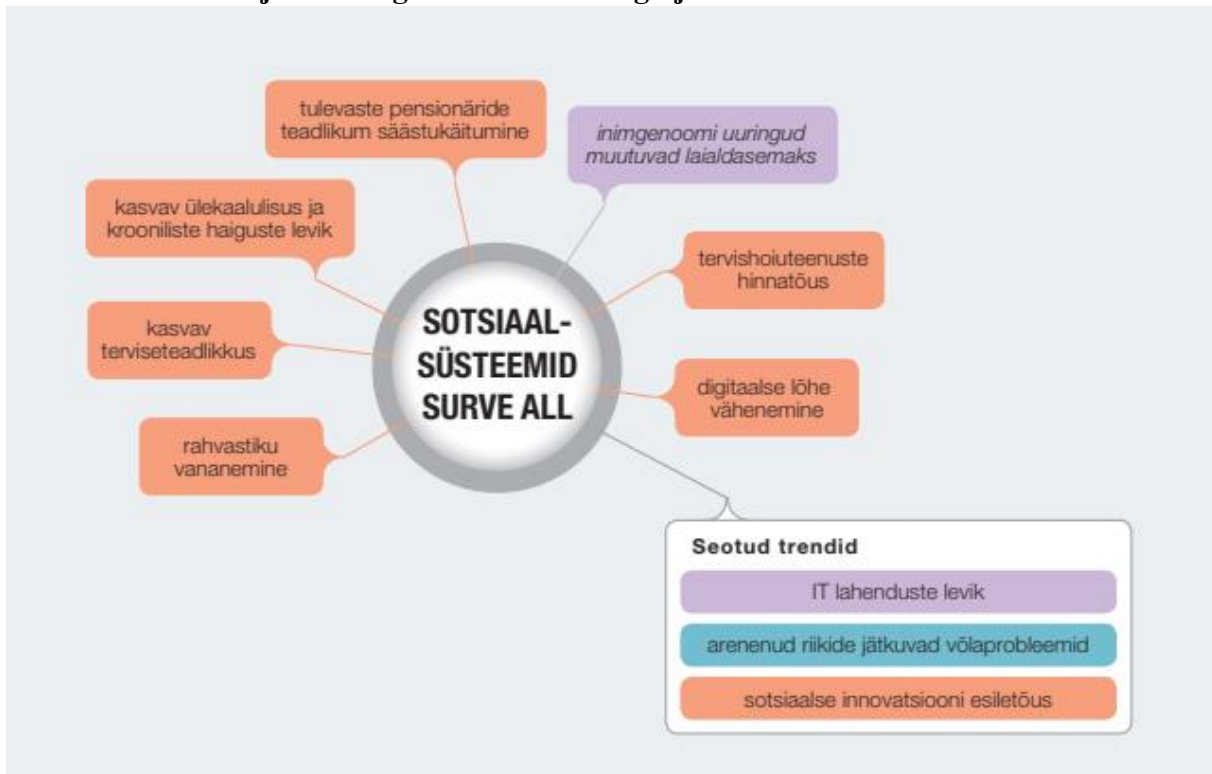 tulevaste pensionäride
teadlikum säästukäitumine
inimgenoomi uuringud
muutuvad laialdasemaks
kasvav ülekaalulisus ja
krooniliste haiguste levik
tervishoiuteenuste
hinnatõus
kasvav
terviseteadlikkus
SOTSIAAL-
SÜSTEEMID
SURVE ALL
digitaalse lõhe
vähenemine
rahvastiku
vananemine
Seotud trendid
IT lahenduste levik
arenenud riikide jätkuvad võlaprobleemid
sotsiaalse innovatsiooni esiletõus